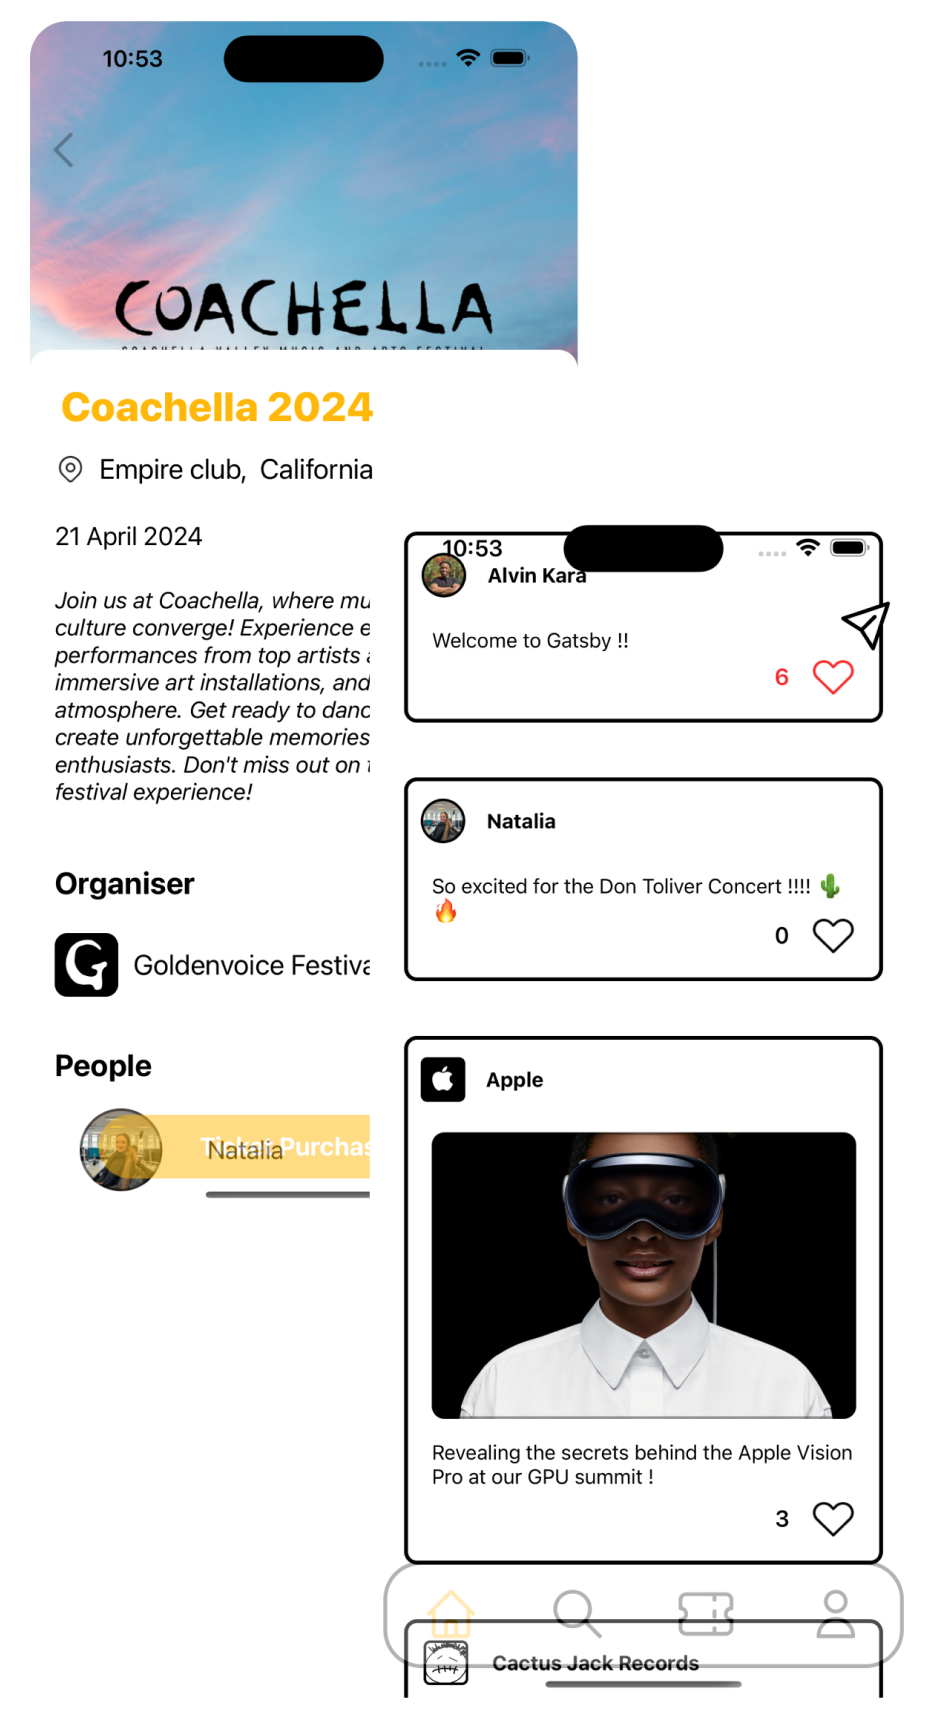 10:53
COACHELLA
COACHELLA VALLEY MUSIC AND ARTS FESTIVAL
Coachella 2024
Empire club, California
21 April 2024
Join us at Coachella, where mu
culture converge! Experience e
performances from top artists a
immersive art installations, and
atmosphere. Get ready to danc
create unforgettable memories
enthusiasts. Don't miss out on t
festival experience!
Organiser
G
Goldenvoice Festiva
People
Ticket Purchas
Natalia
10:53
Alvin Kara
Welcome to Gatsby !!
6
Natalia
So excited for the Don Toliver Concert !!!! 🌵
🔥
0
Apple
Revealing the secrets behind the Apple Vision
Pro at our GPU summit !
3
Cactus Jack Records